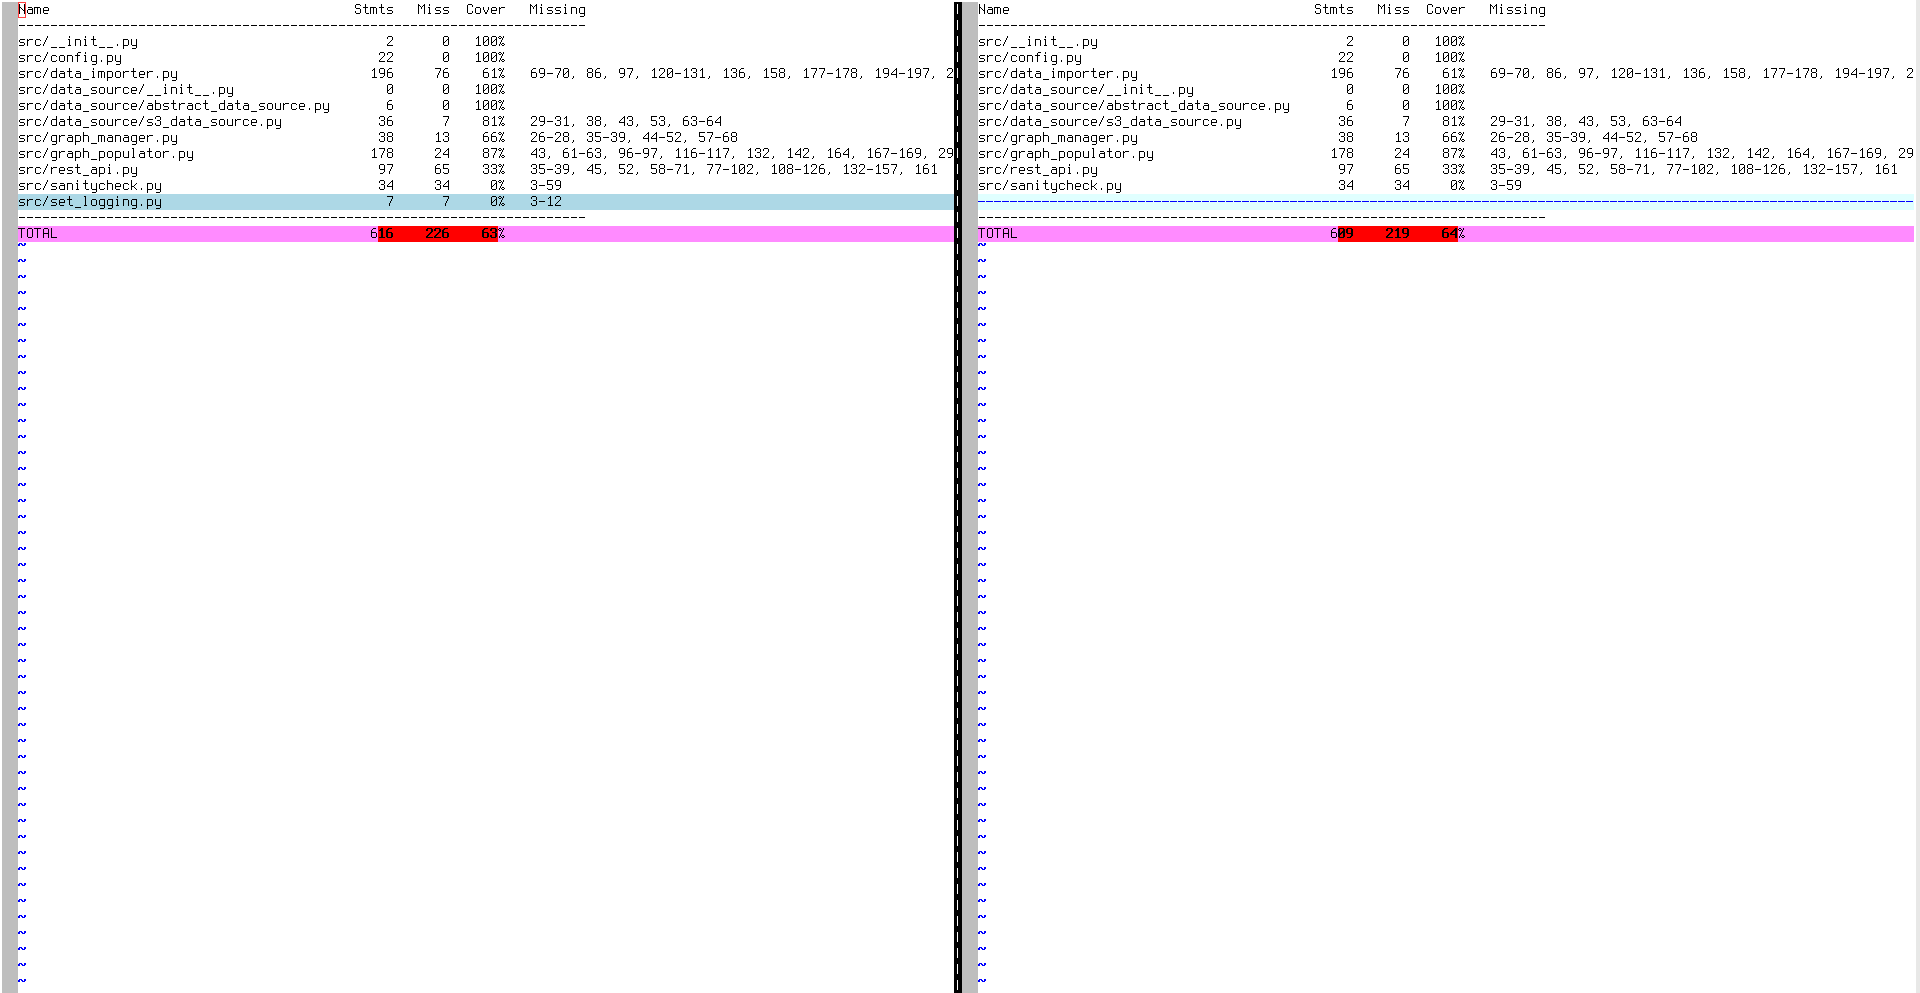 Name Stmts Miss Cover Missing
-----------------------------------------------------------------------
src/__init__.py 2 0 100%
src/config.py 22 0 100%
src/data_importer.py 196 76 61% 69-70, 86, 97, 120-131, 136, 158, 177-178, 194-197, 2
src/data_source/__init__.py 0 0 100%
src/data_source/abstract_data_source.py 6 0 100%
src/data_source/s3_data_source.py 36 7 81% 29-31, 38, 43, 53, 63-64
src/graph_manager.py 38 13 66% 26-28, 35-39, 44-52, 57-68
src/graph_populator.py 178 24 87% 43, 61-63, 96-97, 116-117, 132, 142, 164, 167-169, 29
src/rest_api.py 97 65 33% 35-39, 45, 52, 58-71, 77-102, 108-126, 132-157, 161
src/sanitycheck.py 34 34 0% 3-59
src/set_logging.py 7 7 0% 3-12
-----------------------------------------------------------------------
TOTAL 616 226 63%
Name Stmts Miss Cover Missing
-----------------------------------------------------------------------
src/__init__.py 2 0 100%
src/config.py 22 0 100%
src/data_importer.py 196 76 61% 69-70, 86, 97, 120-131, 136, 158, 177-178, 194-197, 2
src/data_source/__init__.py 0 0 100%
src/data_source/abstract_data_source.py 6 0 100%
src/data_source/s3_data_source.py 36 7 81% 29-31, 38, 43, 53, 63-64
src/graph_manager.py 38 13 66% 26-28, 35-39, 44-52, 57-68
src/graph_populator.py 178 24 87% 43, 61-63, 96-97, 116-117, 132, 142, 164, 167-169, 29
src/rest_api.py 97 65 33% 35-39, 45, 52, 58-71, 77-102, 108-126, 132-157, 161
src/sanitycheck.py 34 34 0% 3-59
---------------------------------------------------------------------------------------------------------------------
-----------------------------------------------------------------------
TOTAL 609 219 64%